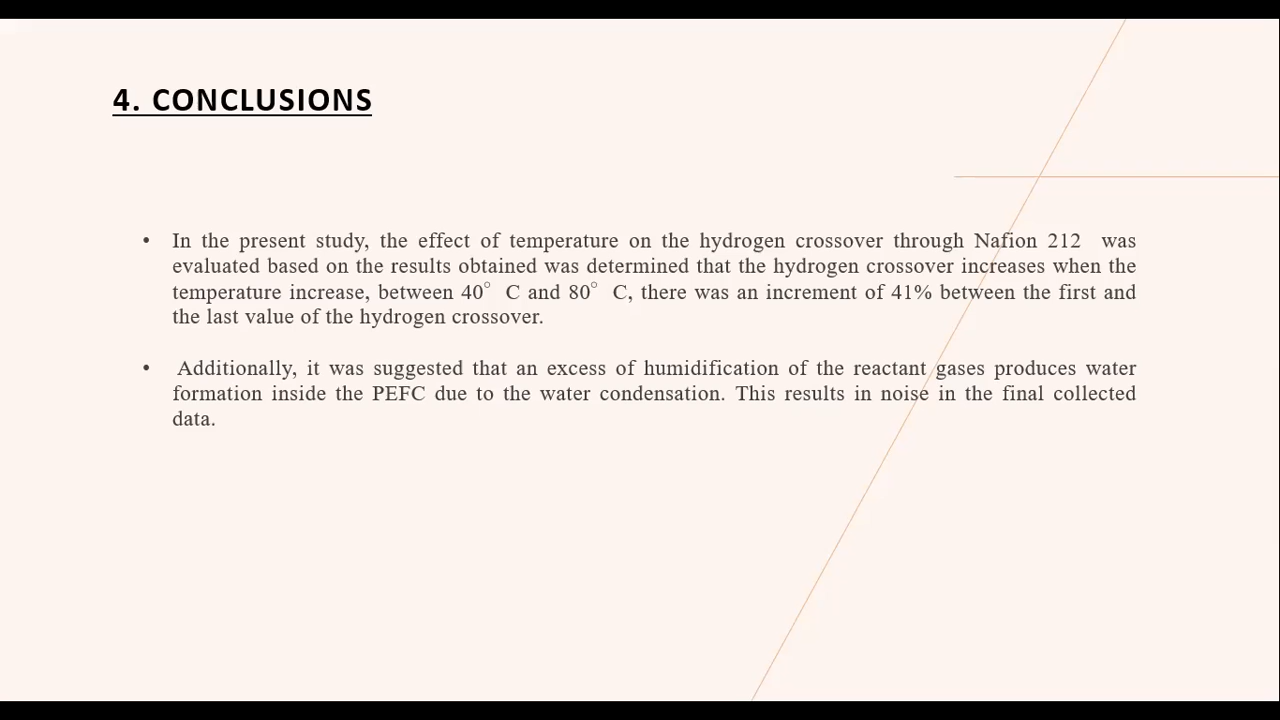 4. CONCLUSIONS
• In the present study, the effect of temperature on the hydrogen crossover through Nafion 212 was
evaluated based on the results obtained was determined that the hydrogen crossover increases when the
temperature increase, between 40° C and 80° C, there was an increment of 41% between the first and
the last value of the hydrogen crossover.
• Additionally, it was suggested that an excess of humidification of the reactant gases produces water
formation inside the PEFC due to the water condensation. This results in noise in the final collected
data.